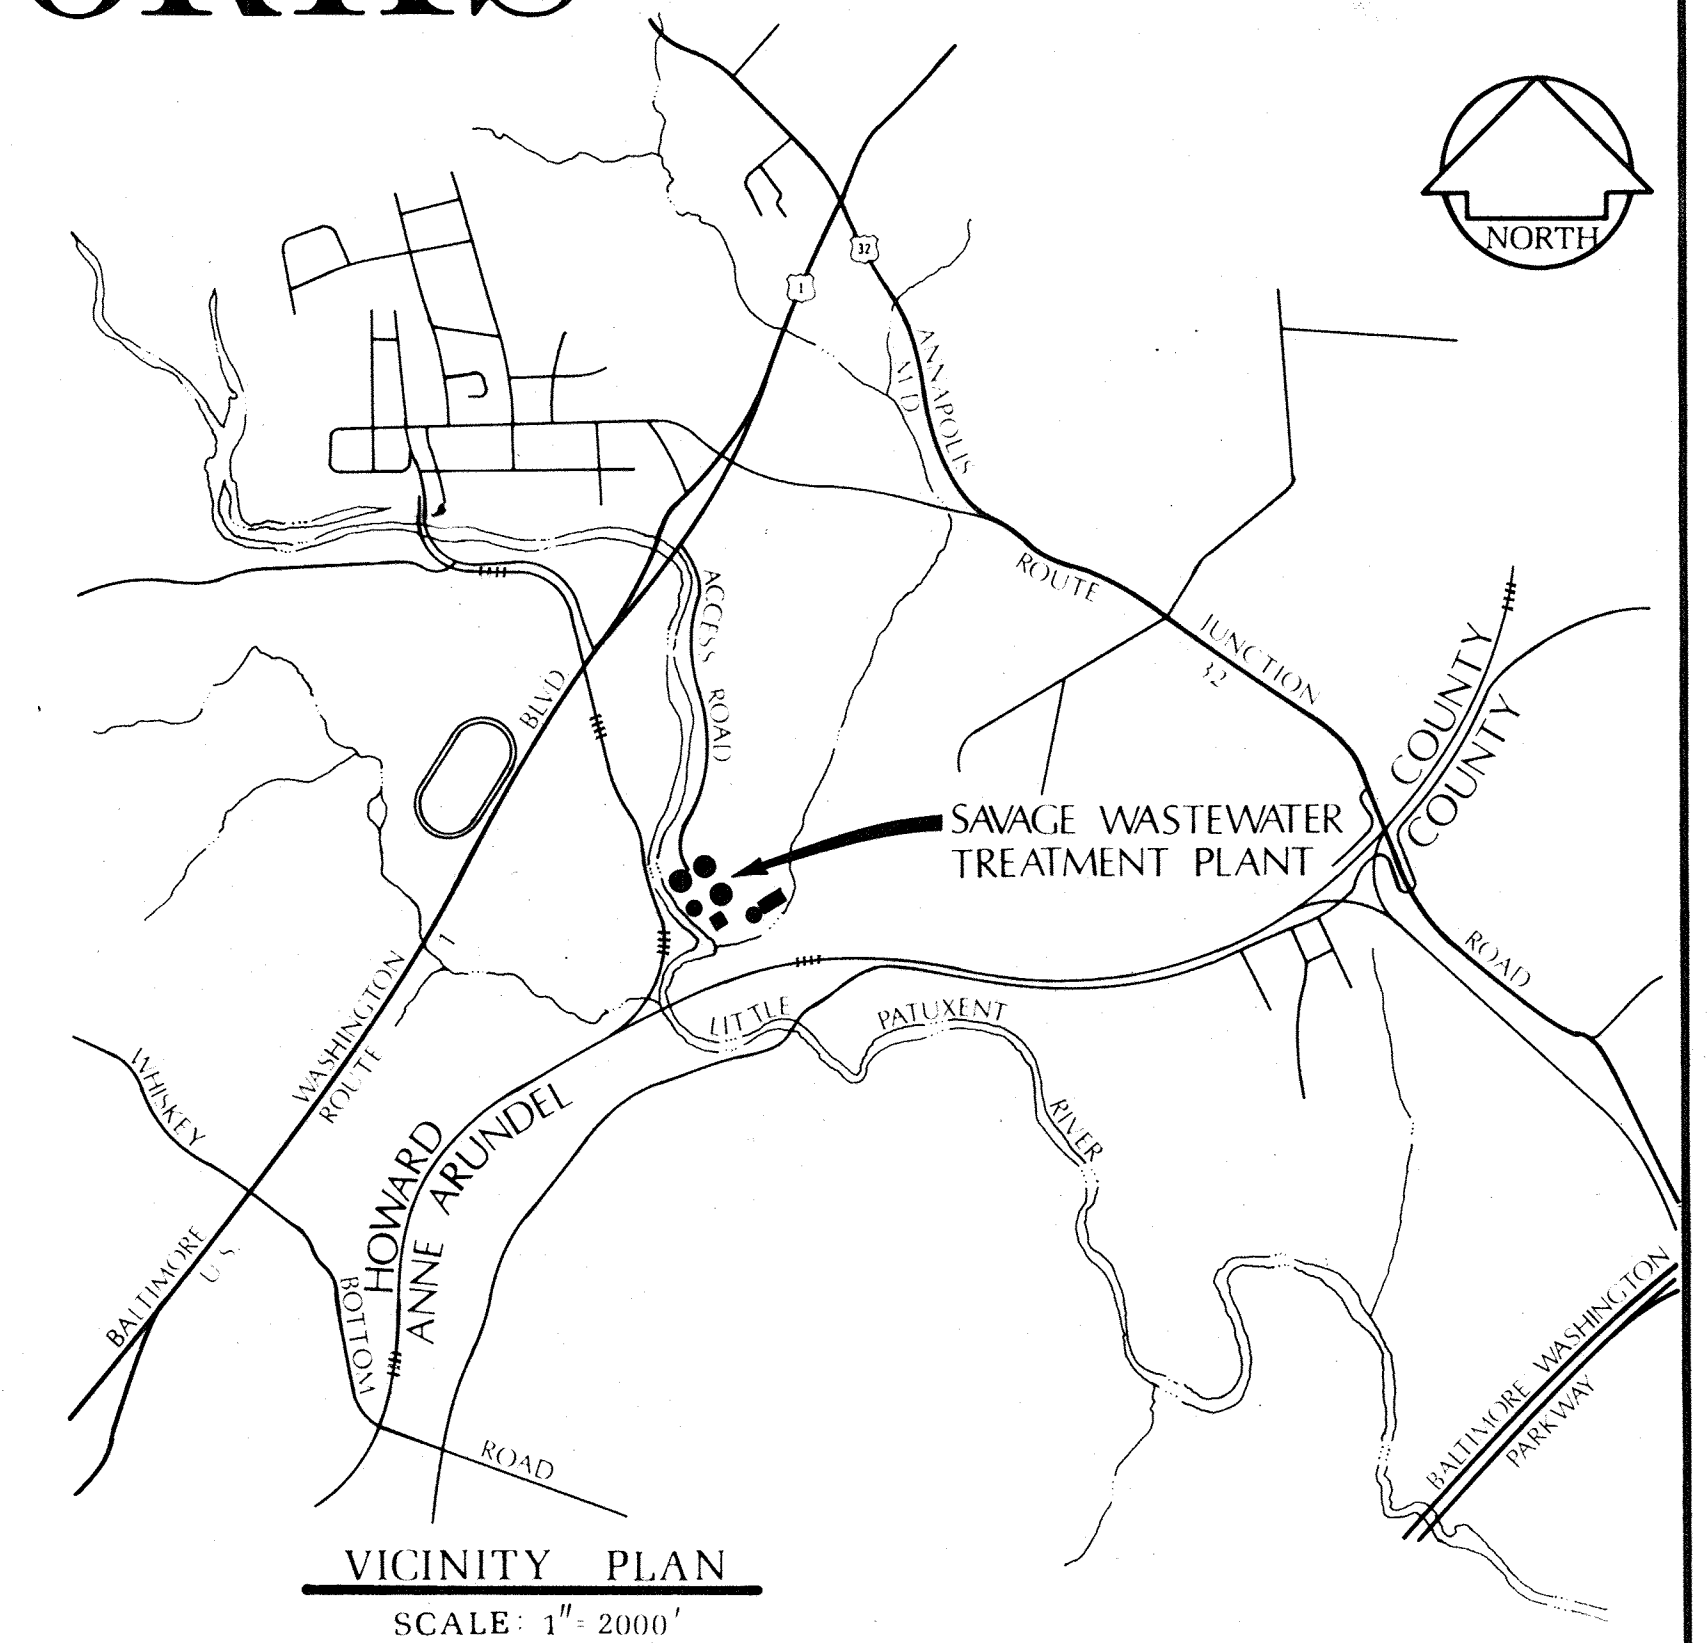 NORTH
32
1
ANNAPOLIS
MD
ROUTE
JUNCTION
32
ACCESS ROAD
BLVD
COUNTY
COUNTY
SAVAGE WASTEWATER
TREATMENT PLANT
ROAD
1
WASHINGTON
ROUTE
LITTLE PATUXENT
RIVER
WHISKEY
HOWARD
ANNE ARUNDEL
BALTIMORE
U S
BOTTOM
ROAD
BALTIMORE WASHINGTON
PARKWAY
VICINITY PLAN
SCALE: 1" = 2000'